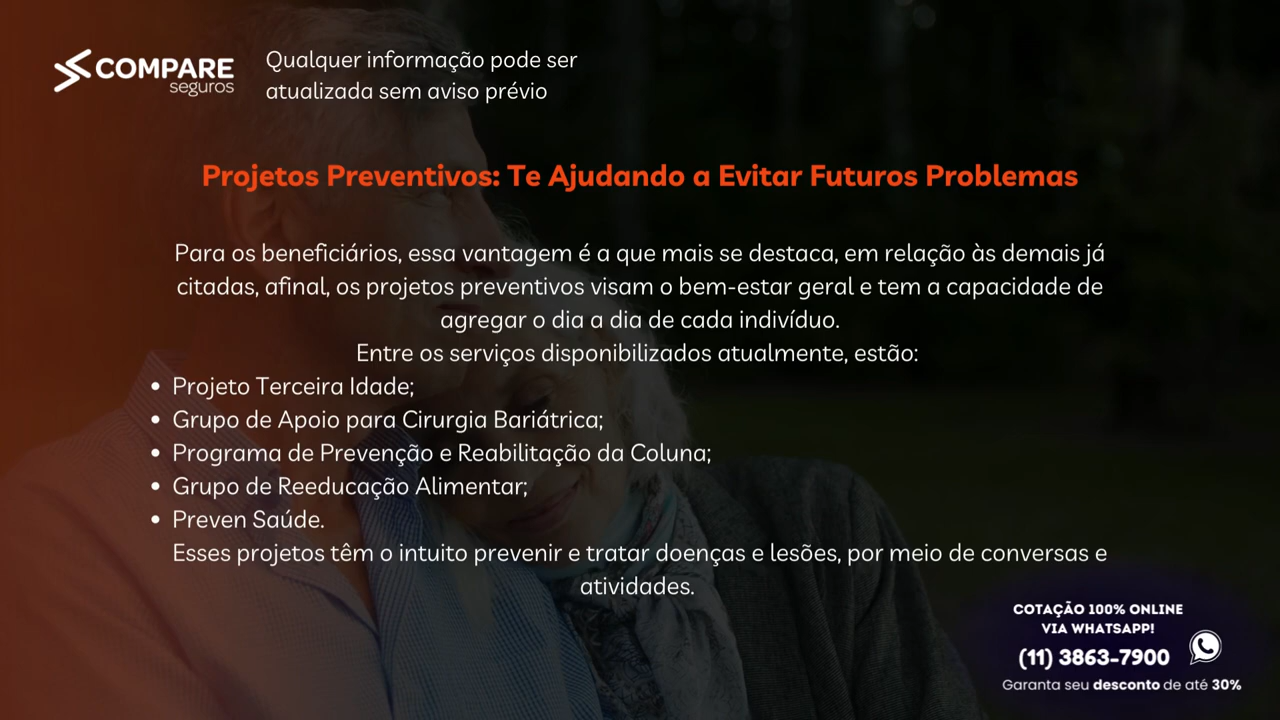 COMPARE
seguros
Qualquer informação pode ser
atualizada sem aviso prévio
Projetos Preventivos: Te Ajudando a Evitar Futuros Problemas
Para os beneficiários, essa vantagem é a que mais se destaca, em relação às demais já
citadas, afinal, os projetos preventivos visam o bem-estar geral e tem a capacidade de
agregar o dia a dia de cada indivíduo.
Entre os serviços disponibilizados atualmente, estão:
• Projeto Terceira Idade;
• Grupo de Apoio para Cirurgia Bariátrica;
• Programa de Prevenção e Reabilitação da Coluna;
• Grupo de Reeducação Alimentar;
• Preven Saúde.
Esses projetos têm o intuito prevenir e tratar doenças e lesões, por meio de conversas e
atividades.
COTAÇÃO 100% ONLINE
VIA WHATSAPP!
(11) 3863-7900
Garanta seu desconto de até 30%